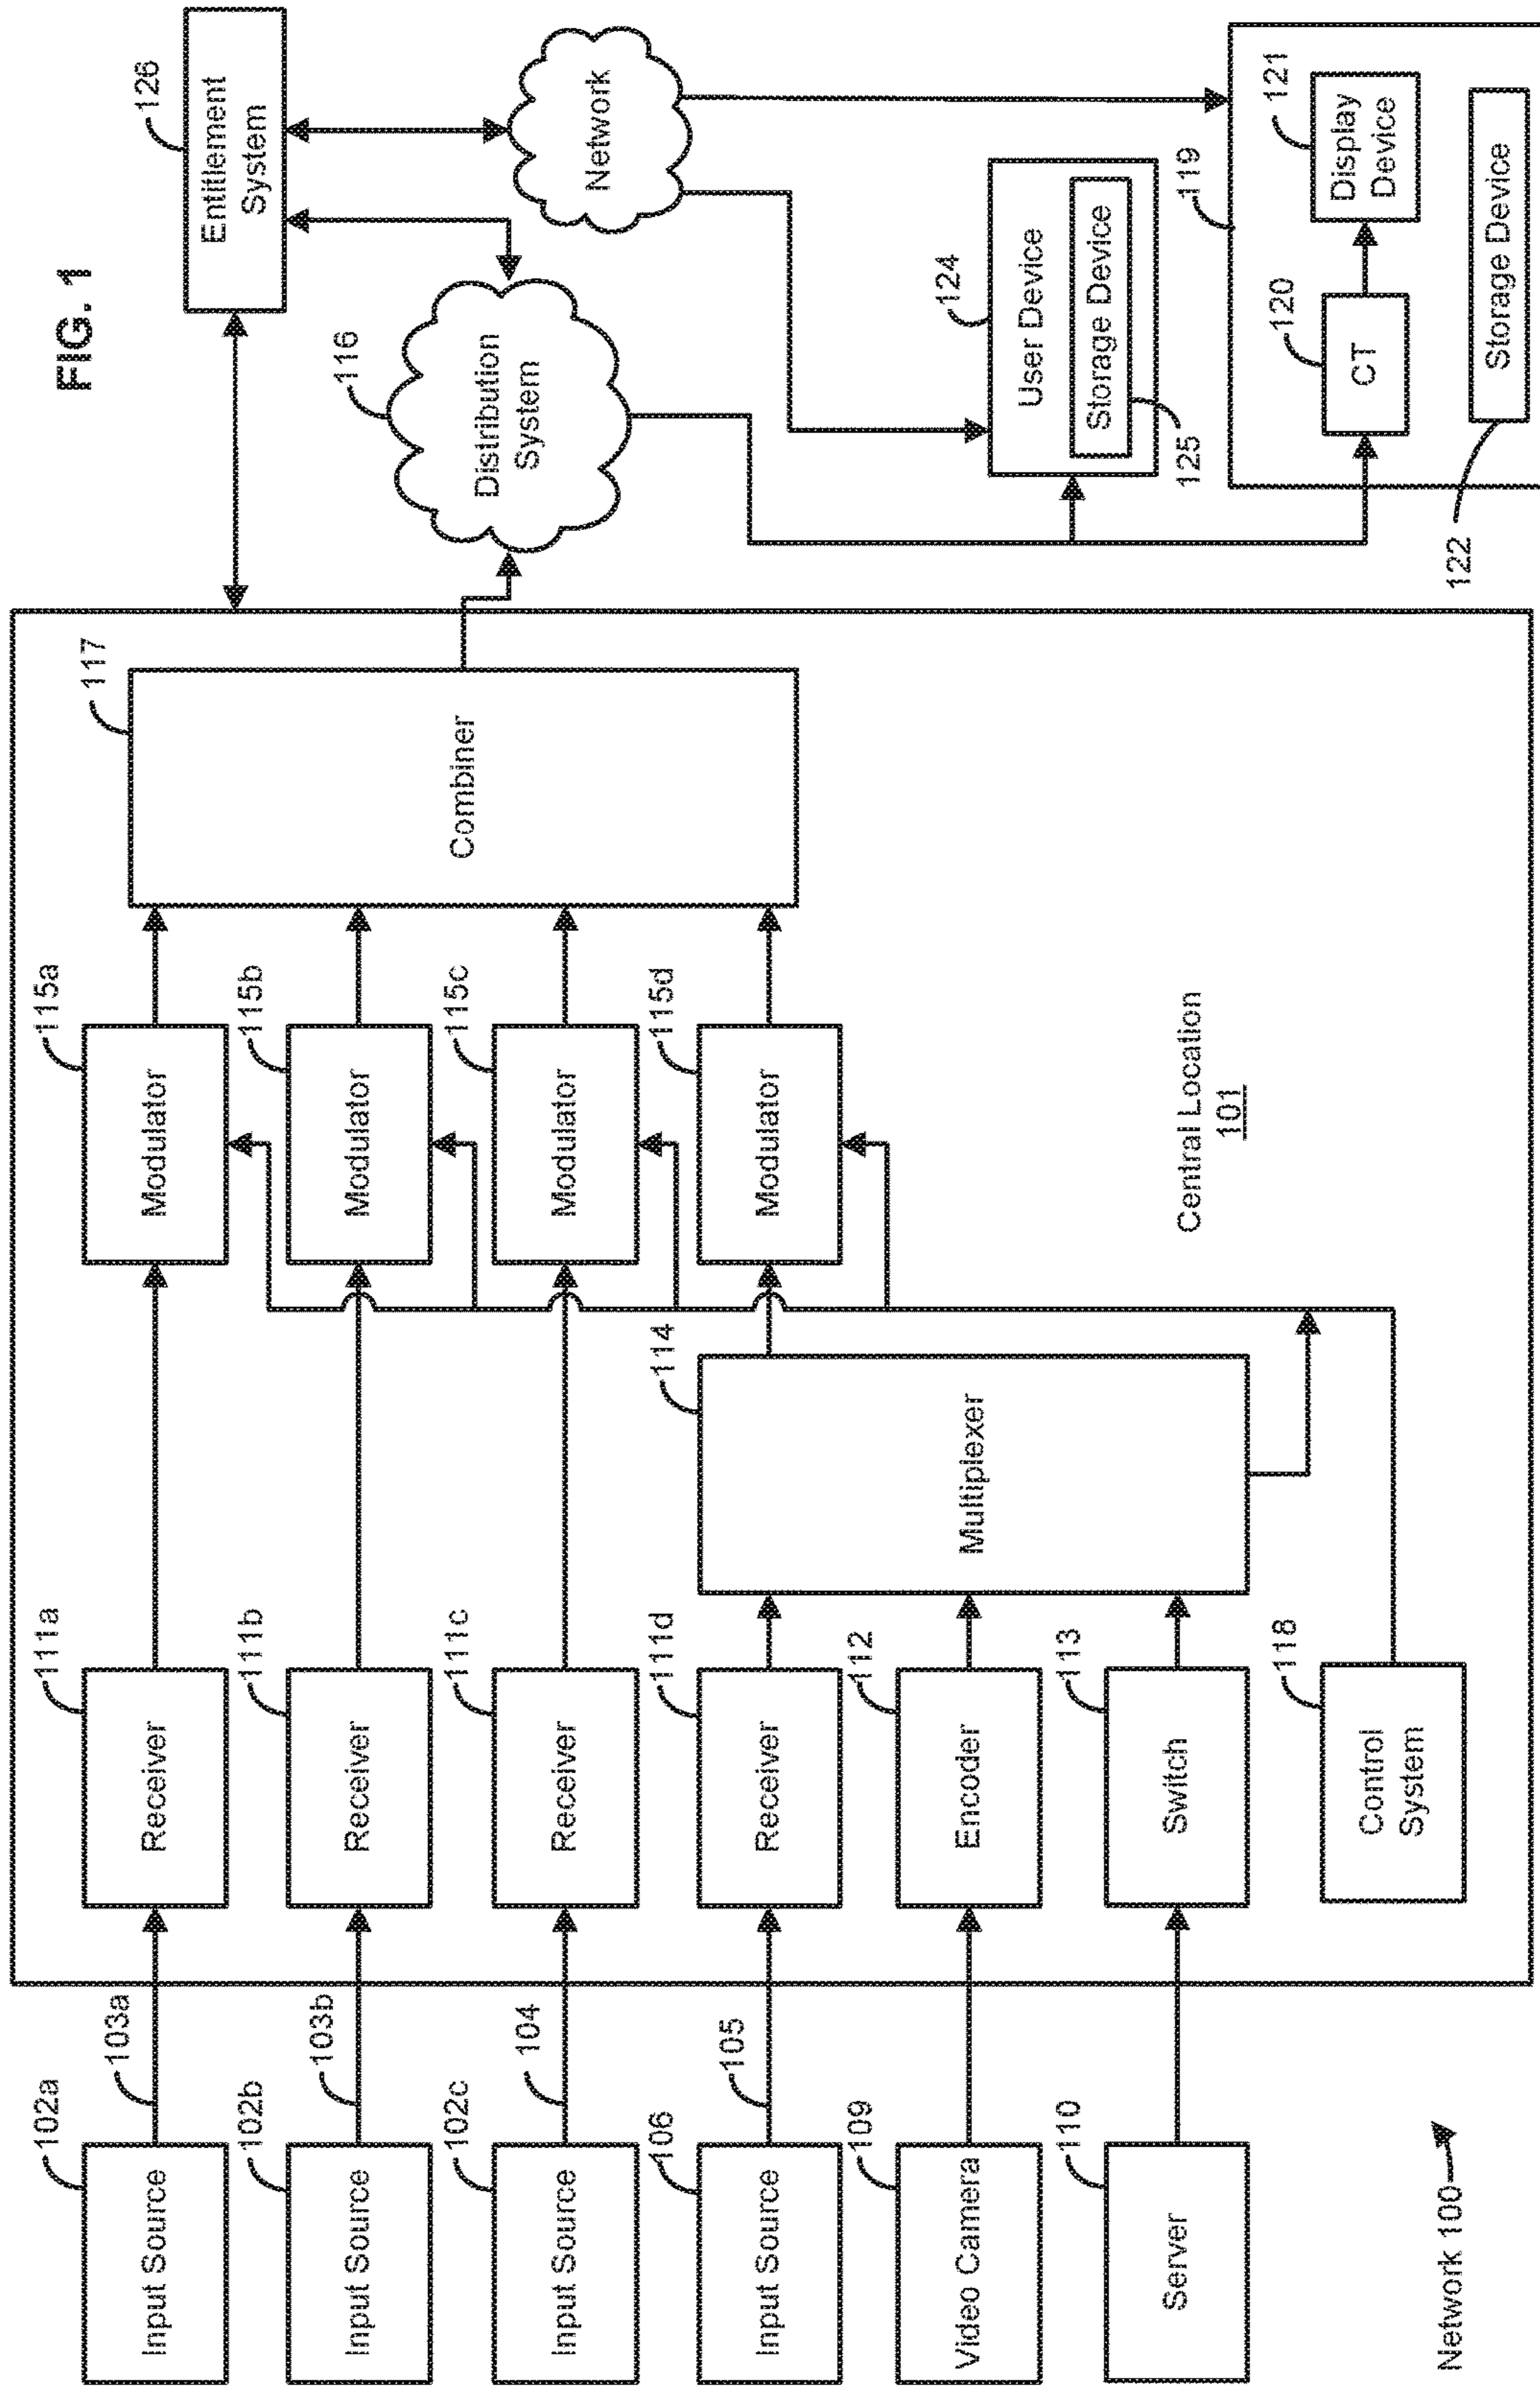 FIG. 1
102a
Input Source
103a
111a
Receiver
115a
Modulator
117
Combiner
102b
Input Source
103b
111b
Receiver
115b
Modulator
102c
Input Source
104
111c
Receiver
115c
Modulator
106
Input Source
105
111d
Receiver
114
Multiplexer
115d
Modulator
109
Video Camera
112
Encoder
110
Server
113
Switch
118
Control
System
Central Location
101
126
Entitlement
System
116
Distribution
System
Network
124
User Device
Storage Device
125
119
120
CT
121
Display
Device
122
Storage Device
Network 100